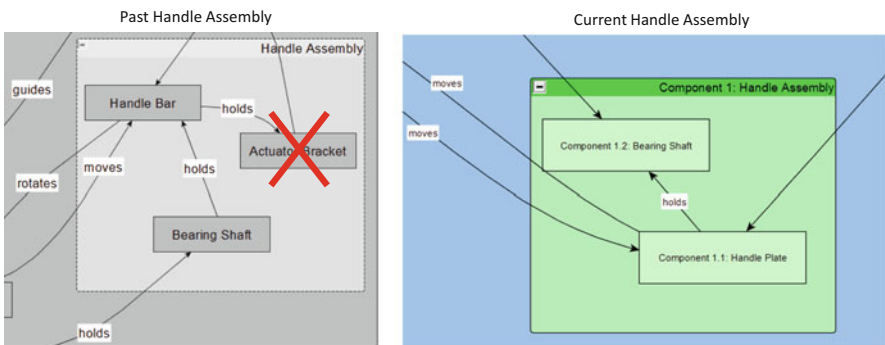 Past Handle Assembly
Current Handle Assembly
Handle Assembly
guides
Handle Bar
holds
Actuator Bracket
rotates
moves
holds
Bearing Shaft
holds
Component 1: Handle Assembly
moves
moves
Component 1.2: Bearing Shaft
holds
Component 1.1: Handle Plate